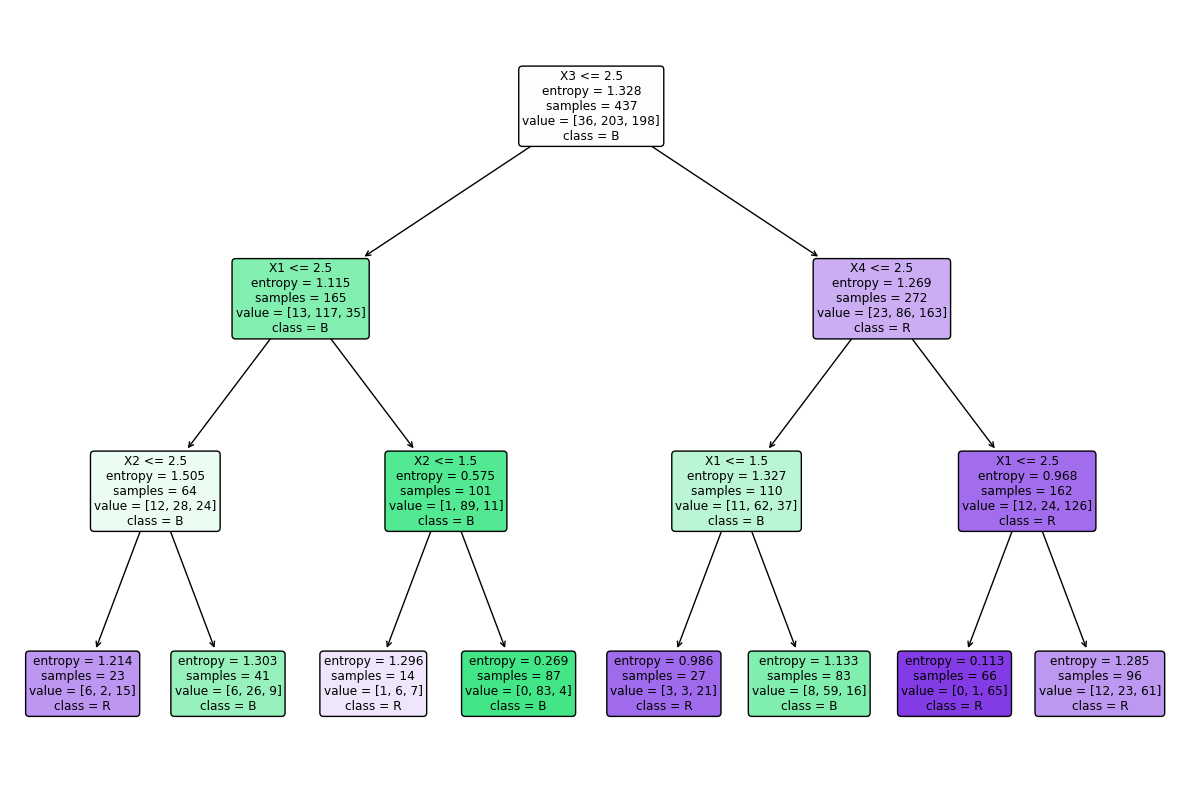 X3 <= 2.5
entropy = 1.328
samples = 437
value = [36, 203, 198]
class = B
X1 <= 2.5
entropy = 1.115
samples = 165
value = [13, 117, 35]
class = B
X4 <= 2.5
entropy = 1.269
samples = 272
value = [23, 86, 163]
class = R
X2 <= 2.5
entropy = 1.505
samples = 64
value = [12, 28, 24]
class = B
X2 <= 1.5
entropy = 0.575
samples = 101
value = [1, 89, 11]
class = B
X1 <= 1.5
entropy = 1.327
samples = 110
value = [11, 62, 37]
class = B
X1 <= 2.5
entropy = 0.968
samples = 162
value = [12, 24, 126]
class = R
entropy = 1.214
samples = 23
value = [6, 2, 15]
class = R
entropy = 1.303
samples = 41
value = [6, 26, 9]
class = B
entropy = 1.296
samples = 14
value = [1, 6, 7]
class = R
entropy = 0.269
samples = 87
value = [0, 83, 4]
class = B
entropy = 0.986
samples = 27
value = [3, 3, 21]
class = R
entropy = 1.133
samples = 83
value = [8, 59, 16]
class = B
entropy = 0.113
samples = 66
value = [0, 1, 65]
class = R
entropy = 1.285
samples = 96
value = [12, 23, 61]
class = R